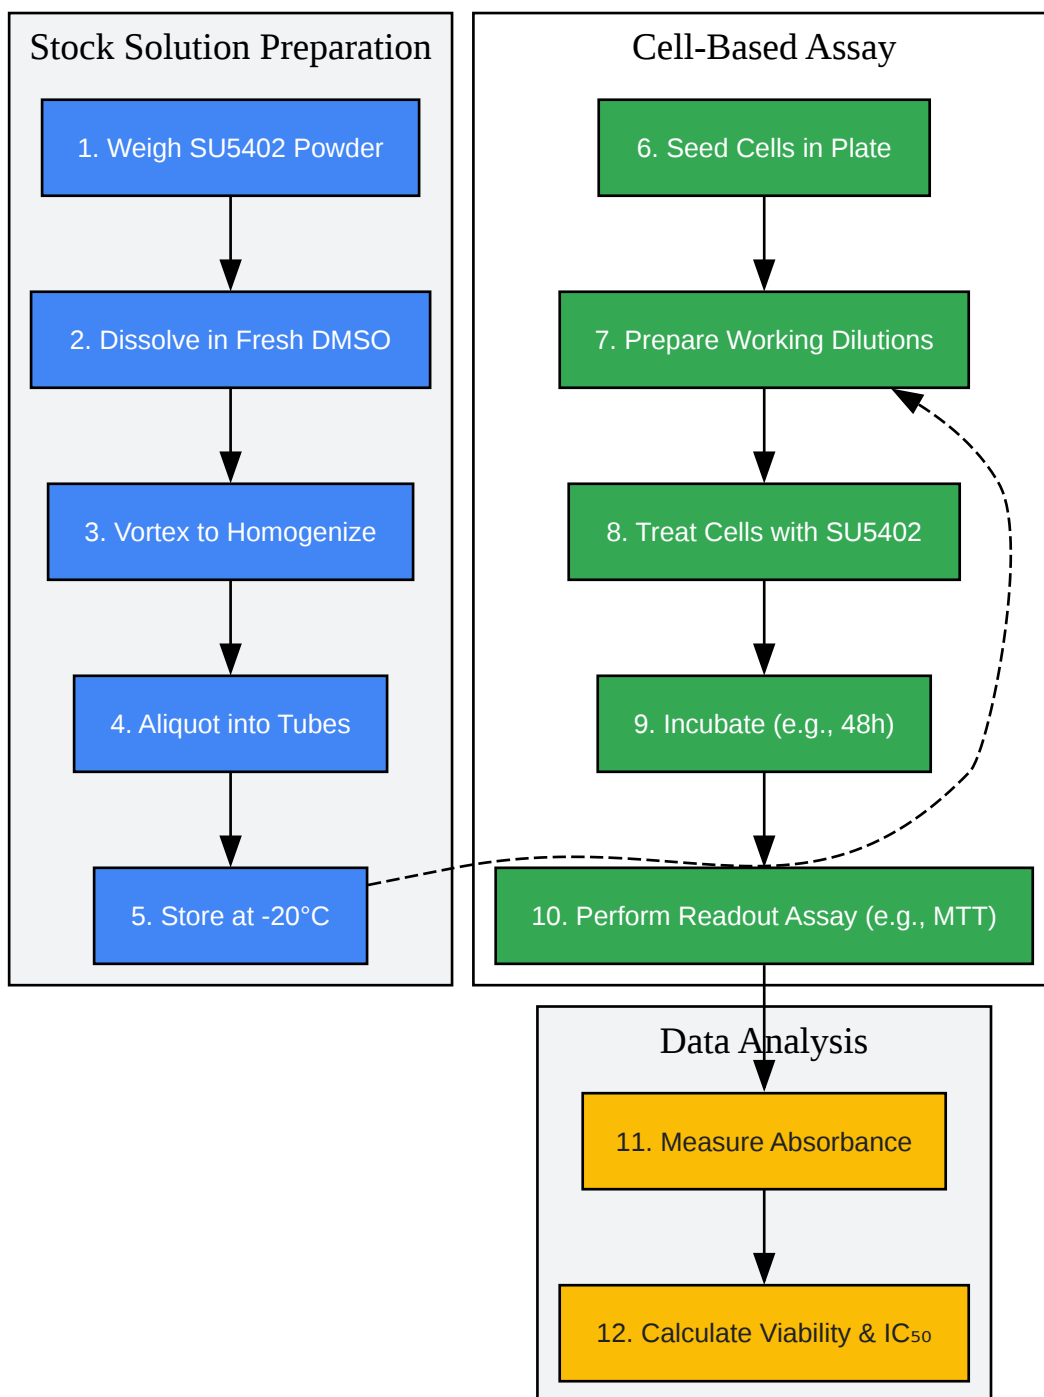 Stock Solution Preparation
1. Weigh SU5402 Powder
2. Dissolve in Fresh DMSO
3. Vortex to Homogenize
4. Aliquot into Tubes
5. Store at -20°C
Cell-Based Assay
6. Seed Cells in Plate
7. Prepare Working Dilutions
8. Treat Cells with SU5402
9. Incubate (e.g., 48h)
10. Perform Readout Assay (e.g., MTT)
Data Analysis
11. Measure Absorbance
12. Calculate Viability & IC₅₀